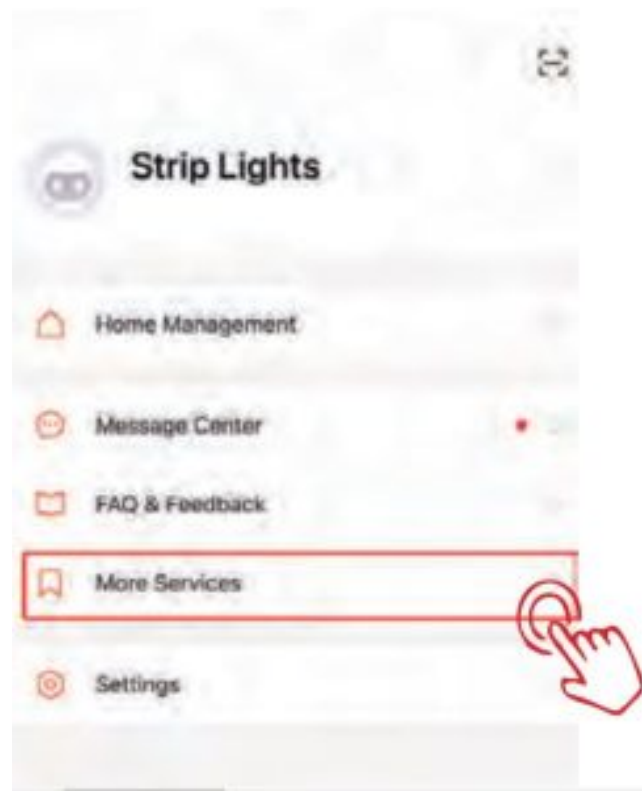 Strip Lights
Home Management
Message Center
FAQ & Feedback
More Services
Settings